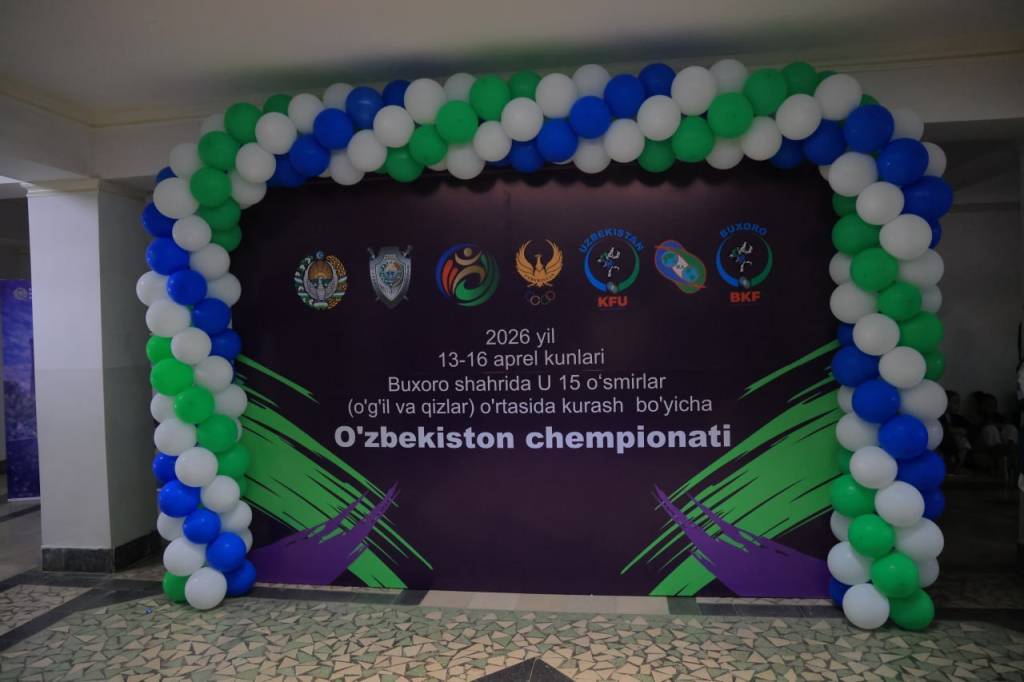 UZBEKISTAN
KFU
BUXORO
BKF
2026 yil
13-16 aprel kunlari
Buxoro shahrida U 15 o‘smirlar
(o'g'il va qizlar) o'rtasida kurash bo'yicha
O'zbekiston chempionati